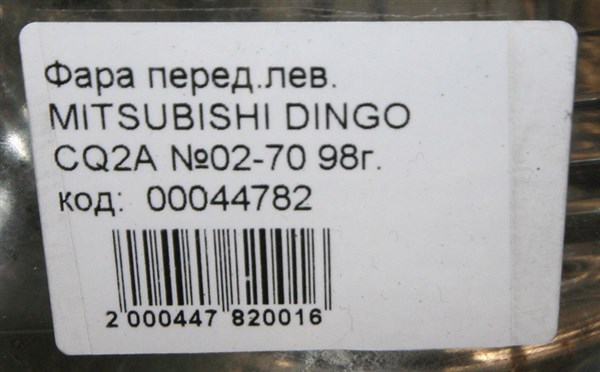 Фара перед.лев.
MITSUBISHI DINGO
CQ2A №02-70 98г.
код: 00044782
2 000447 820016